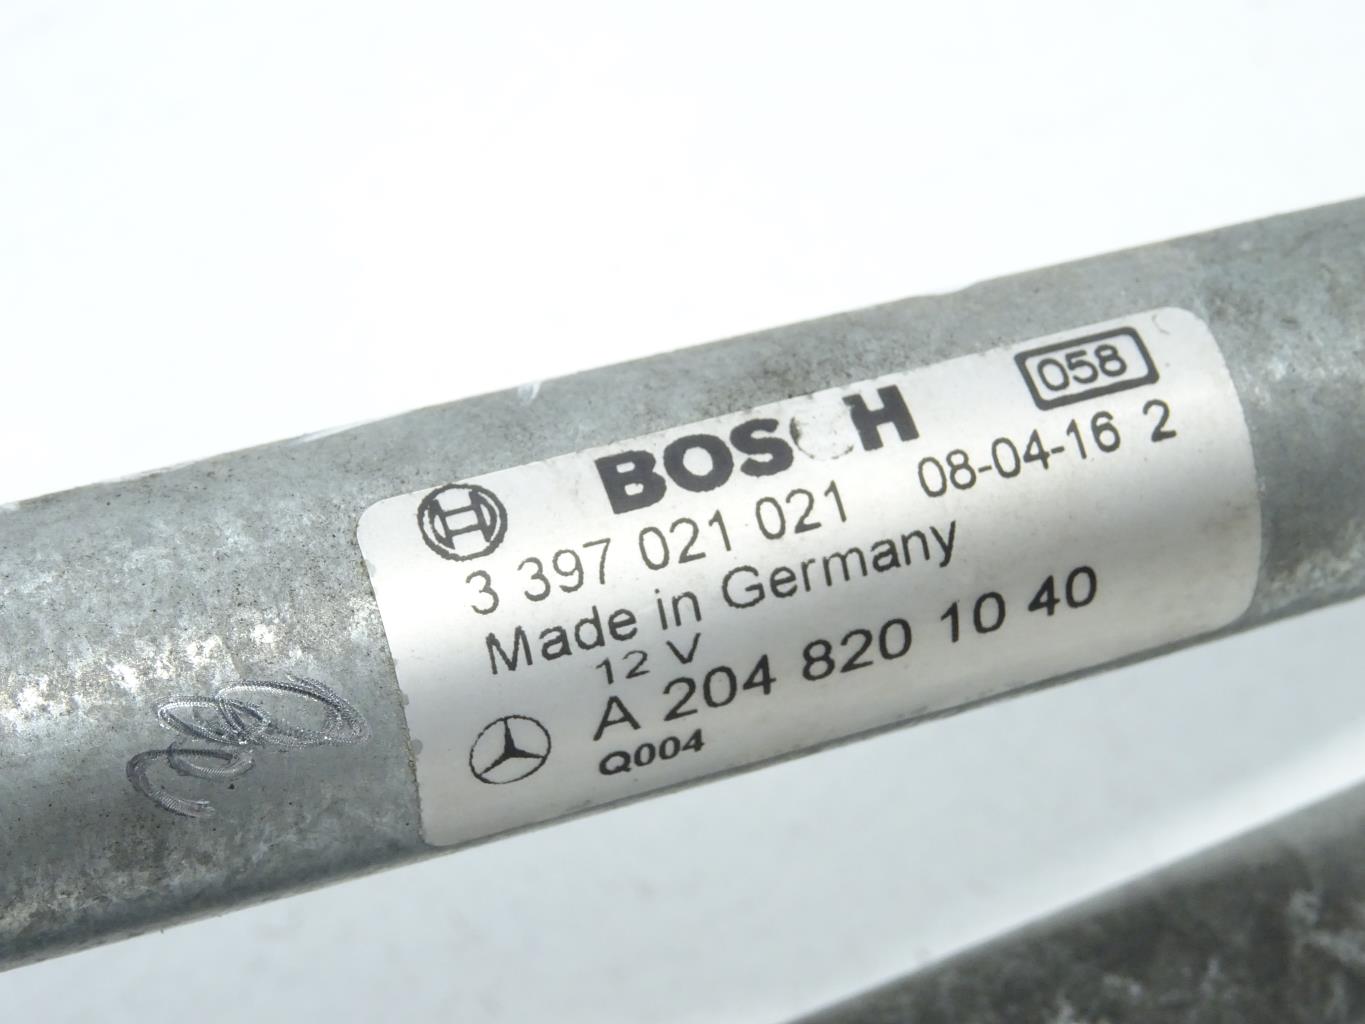 058
BOSCH
3 397 021 021 08-04-16 2
Made in Germany
12 V
A 204 820 10 40
Q004